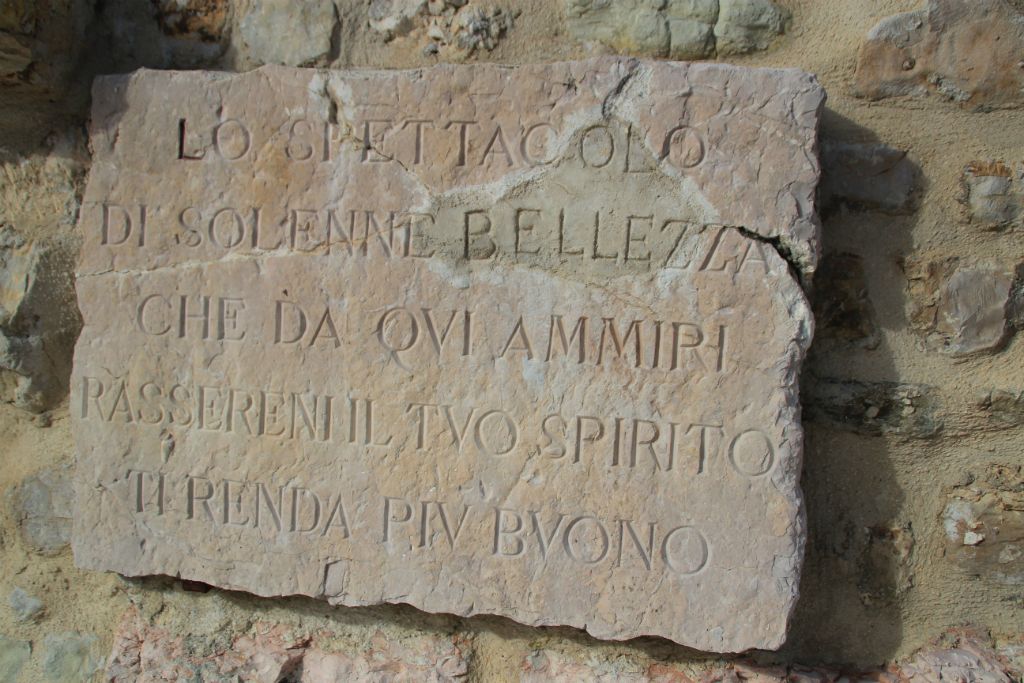 LO SPETTACOLO
DI SOLENNE BELLEZZA
CHE DA QVI AMMIRI
RASSERENI IL TVO SPIRITO
TI RENDA PIV BVONO